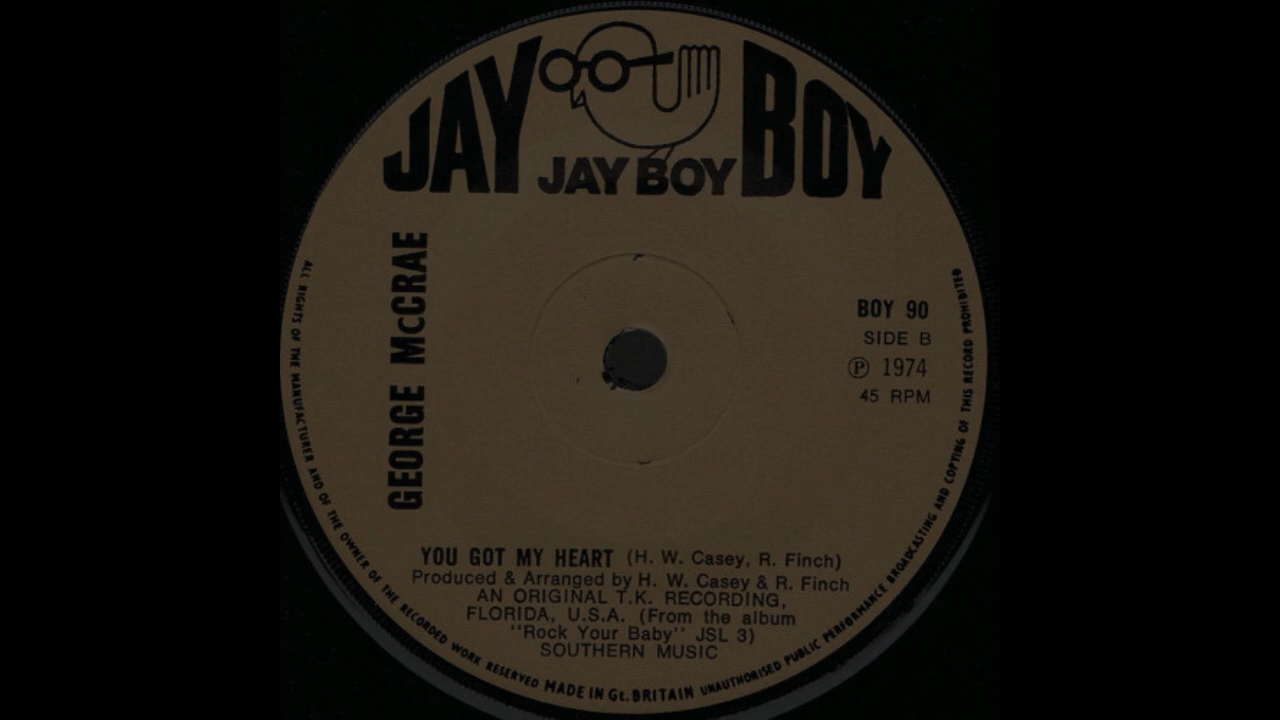 JAY BOY
JAY BOY
GEORGE McCRAE
BOY 90
SIDE B
Ⓟ 1974
45 RPM
YOU GOT MY HEART (H. W. Casey, R. Finch)
Produced & Arranged by H. W. Casey & R. Finch
AN ORIGINAL T.K. RECORDING,
FLORIDA, U.S.A. (From the album
"Rock Your Baby" JSL 3)
SOUTHERN MUSIC
ALL RIGHTS OF THE MANUFACTURER AND OF THE OWNER OF THE RECORDED WORK RESERVED MADE IN Gt. BRITAIN UNAUTHORISED PUBLIC PERFORMANCE BROADCASTING AND COPYING OF THIS RECORD PROHIBITED